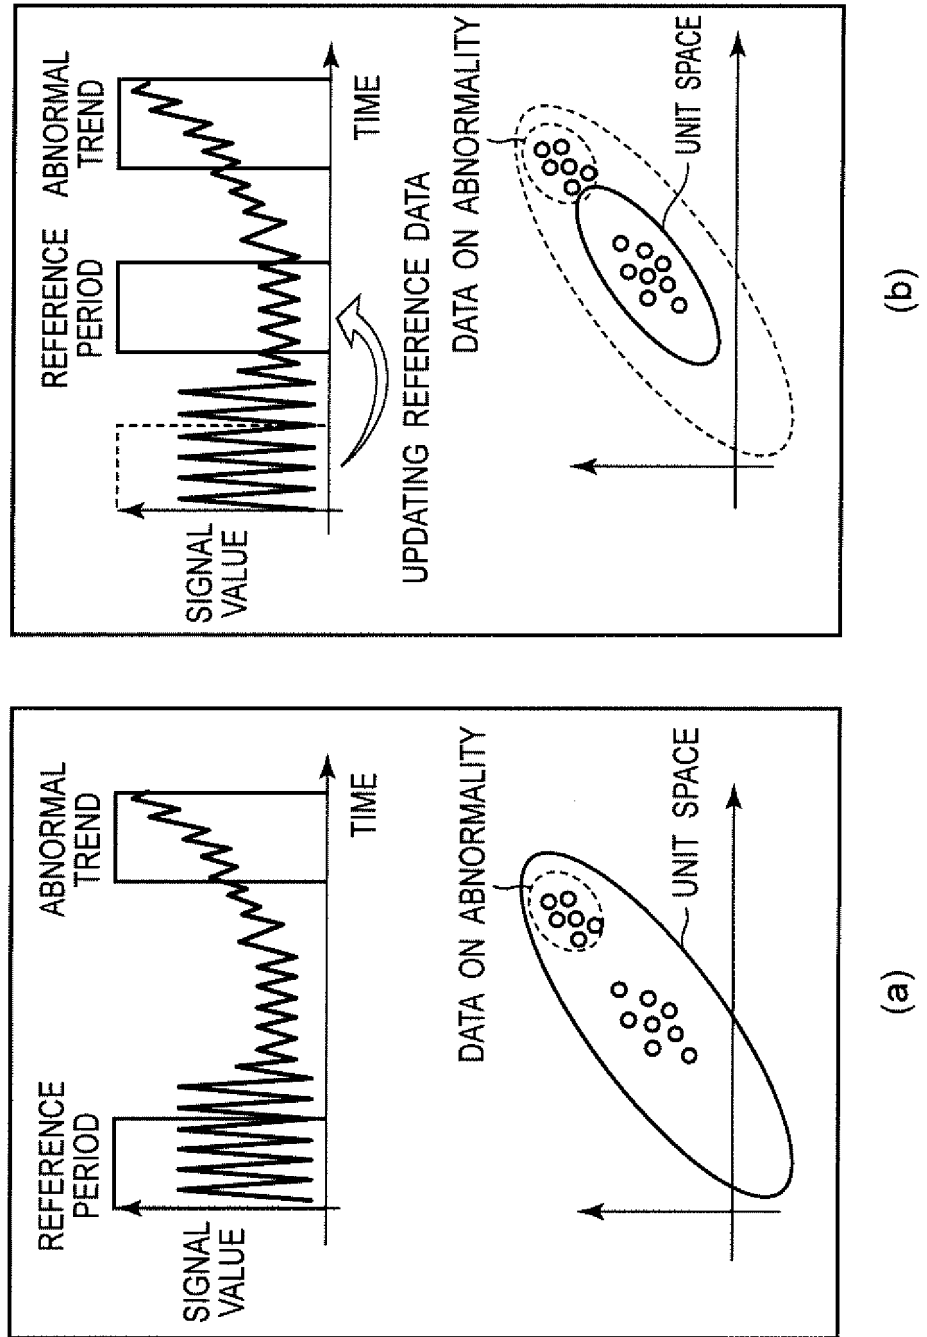 REFERENCE
PERIOD
ABNORMAL
TREND
SIGNAL
VALUE
TIME
DATA ON ABNORMALITY
UNIT SPACE
(a)
REFERENCE
PERIOD
ABNORMAL
TREND
SIGNAL
VALUE
TIME
UPDATING REFERENCE DATA
DATA ON ABNORMALITY
UNIT SPACE
(b)